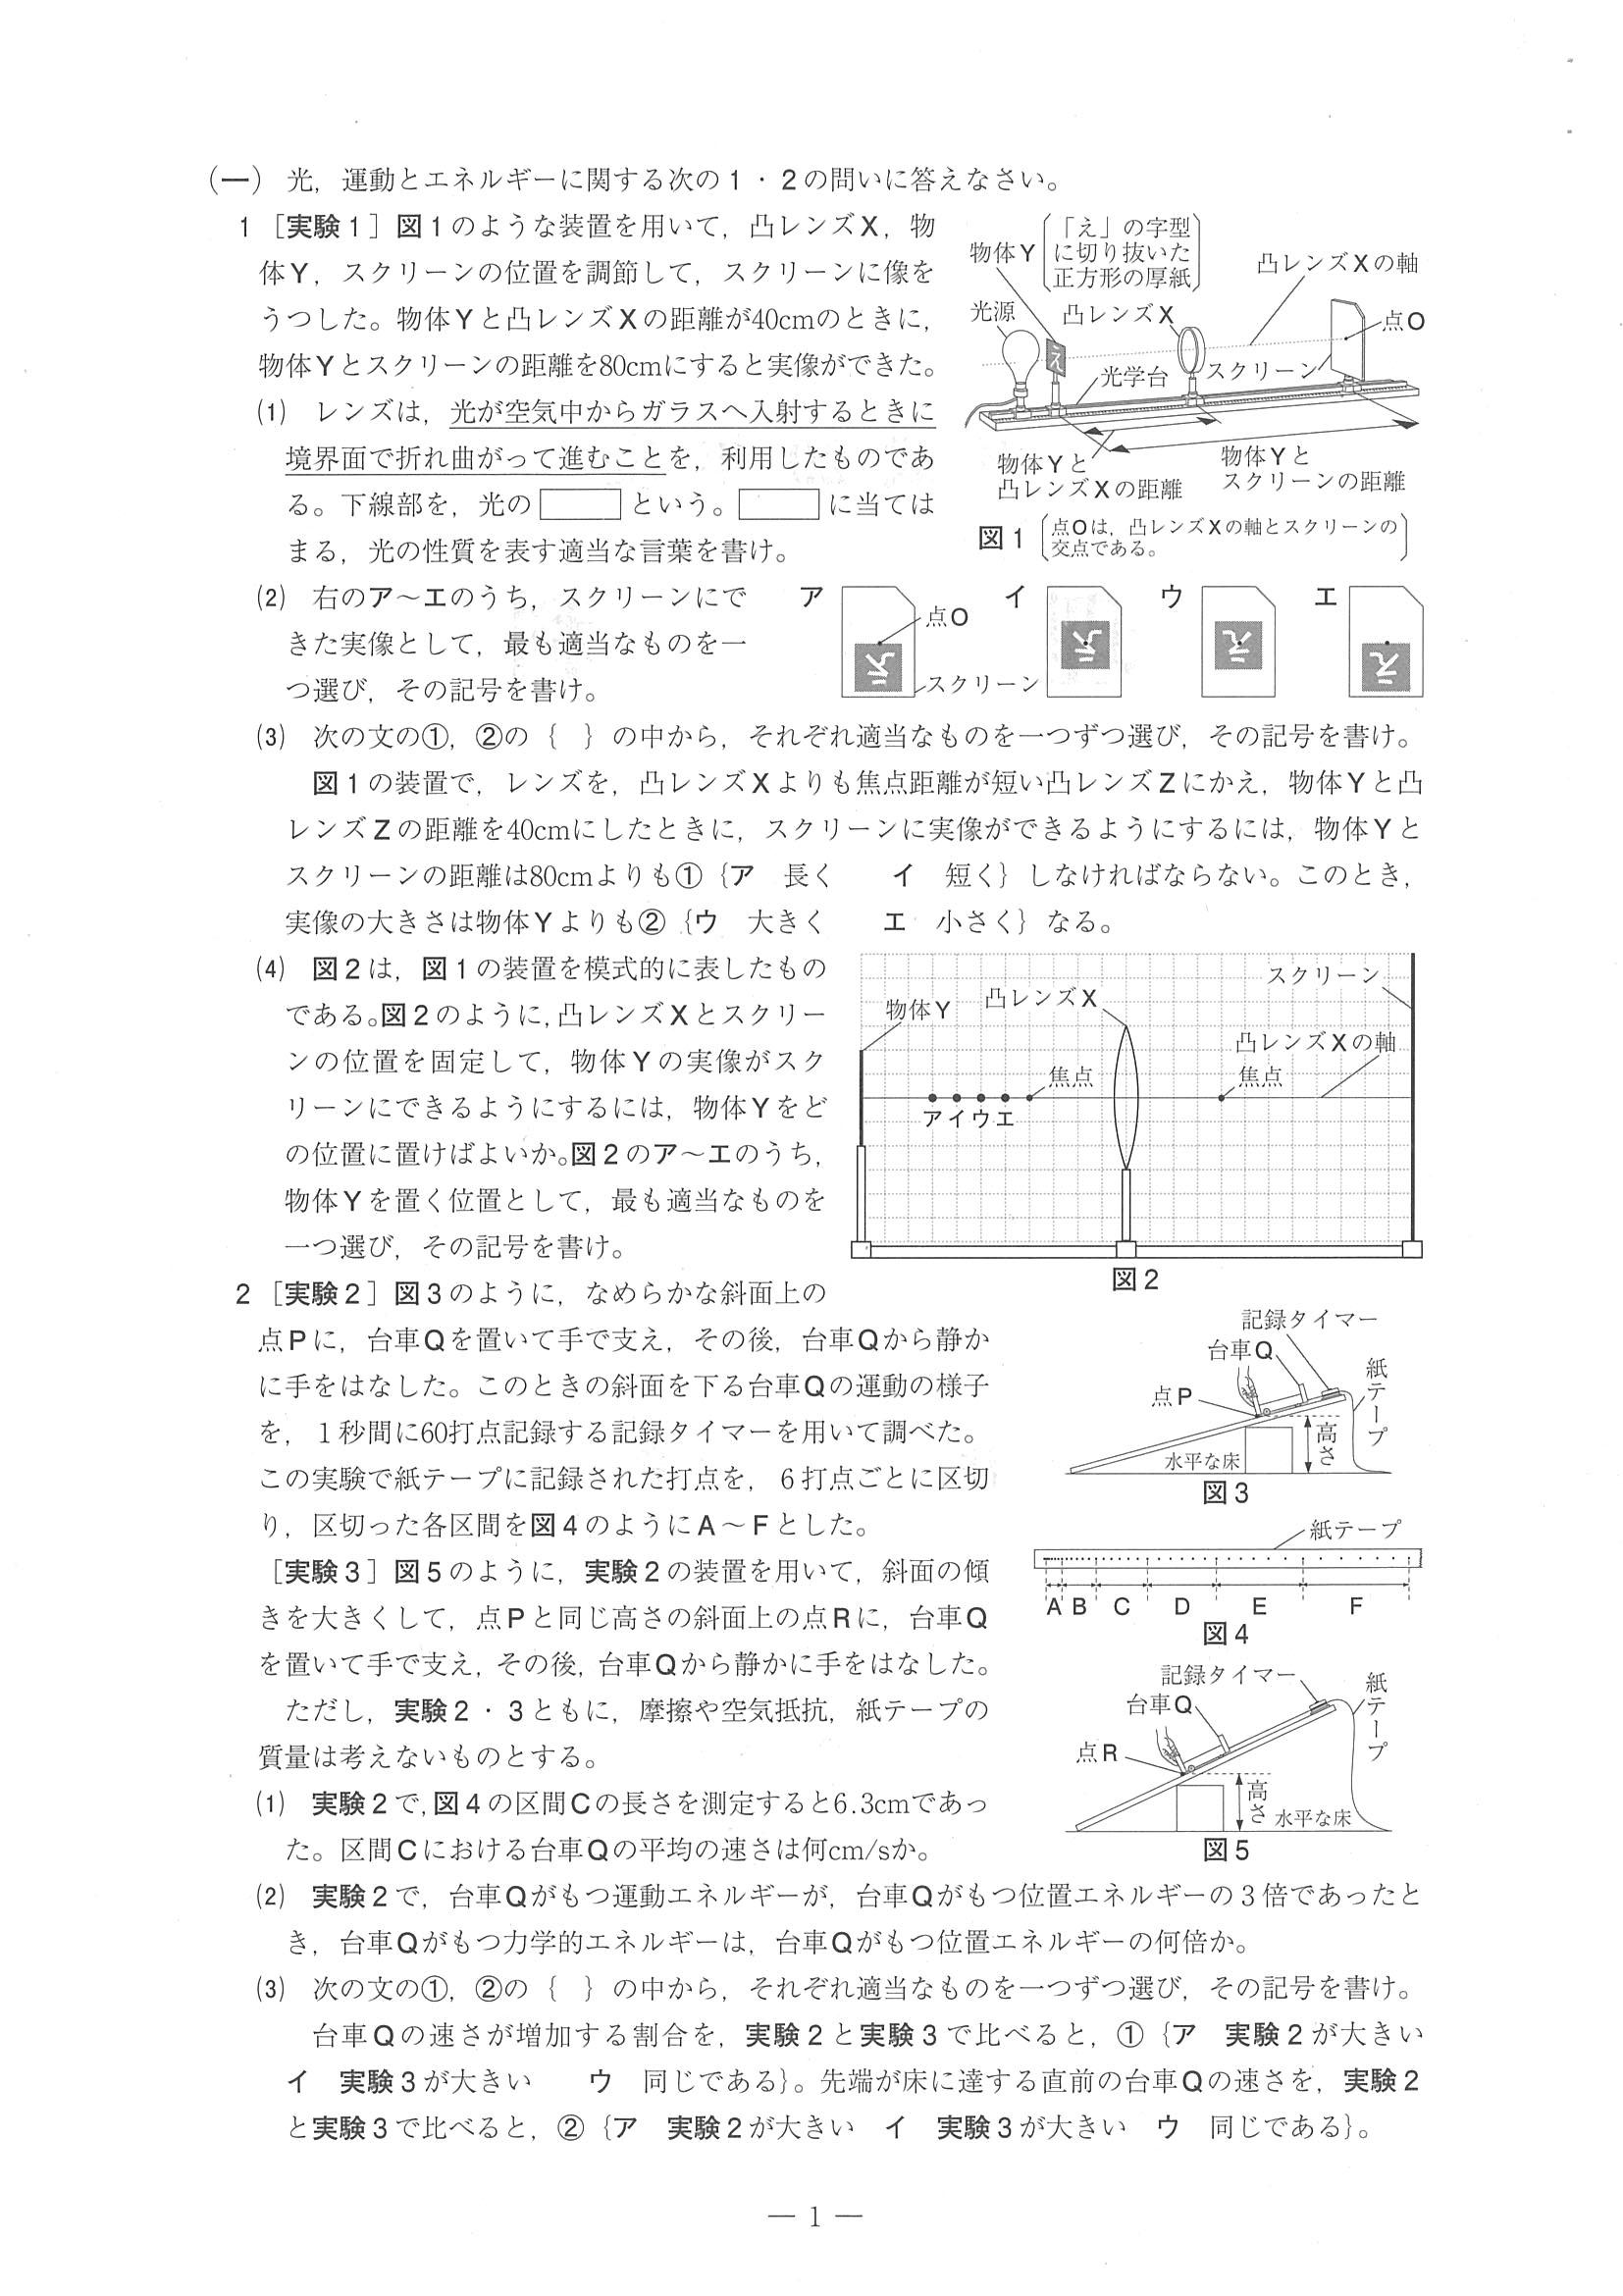 (一) 光，運動とエネルギーに関する次の1・2の問いに答えなさい。
1 ［実験1］図1のような装置を用いて，凸レンズX，物
体Y，スクリーンの位置を調節して，スクリーンに像を
うつした。物体Yと凸レンズXの距離が40cmのときに，
物体Yとスクリーンの距離を80cmにすると実像ができた。
(1) レンズは，光が空気中からガラスへ入射するときに
境界面で折れ曲がって進むことを，利用したものであ
る。下線部を，光の という。 に当ては
まる，光の性質を表す適当な言葉を書け。
物体Y
「え」の字型
に切り抜いた
正方形の厚紙
凸レンズXの軸
光源
凸レンズX
点O
え
光学台
スクリーン
物体Yと
凸レンズXの距離
物体Yと
スクリーンの距離
図1
点Oは，凸レンズXの軸とスクリーンの
交点である。
(2) 右のア～エのうち，スクリーンにで
きた実像として，最も適当なものを一
つ選び，その記号を書け。
ア イ ウ エ
点O
スクリーン
え え え え
(3) 次の文の①，②の｛ ｝の中から，それぞれ適当なものを一つずつ選び，その記号を書け。
図1の装置で，レンズを，凸レンズXよりも焦点距離が短い凸レンズZにかえ，物体Yと凸
レンズZの距離を40cmにしたときに，スクリーンに実像ができるようにするには，物体Yと
スクリーンの距離は80cmよりも①｛ア 長く イ 短く｝しなければならない。このとき，
実像の大きさは物体Yよりも②｛ウ 大きく エ 小さく｝なる。
(4) 図2は，図1の装置を模式的に表したもの
である。図2のように，凸レンズXとスクリー
ンの位置を固定して，物体Yの実像がスク
リーンにできるようにするには，物体Yをど
の位置に置けばよいか。図2のア～エのうち，
物体Yを置く位置として，最も適当なものを
一つ選び，その記号を書け。
スクリーン
物体Y
凸レンズX
凸レンズXの軸
焦点
焦点
アイウエ
図2
2 ［実験2］図3のように，なめらかな斜面上の
点Pに，台車Qを置いて手で支え，その後，台車Qから静か
に手をはなした。このときの斜面を下る台車Qの運動の様子
を，1秒間に60打点記録する記録タイマーを用いて調べた。
この実験で紙テープに記録された打点を，6打点ごとに区切
り，区切った各区間を図4のようにA～Fとした。
［実験3］図5のように，実験2の装置を用いて，斜面の傾
きを大きくして，点Pと同じ高さの斜面上の点Rに，台車Q
を置いて手で支え，その後，台車Qから静かに手をはなした。
ただし，実験2・3ともに，摩擦や空気抵抗，紙テープの
質量は考えないものとする。
記録タイマー
台車Q
点P
紙テープ
高さ
水平な床
図3
紙テープ
A B C D E F
図4
記録タイマー
台車Q
点R
紙テープ
高さ
水平な床
図5
(1) 実験2で，図4の区間Cの長さを測定すると6.3cmであっ
た。区間Cにおける台車Qの平均の速さは何cm/sか。
(2) 実験2で，台車Qがもつ運動エネルギーが，台車Qがもつ位置エネルギーの3倍であったと
き，台車Qがもつ力学的エネルギーは，台車Qがもつ位置エネルギーの何倍か。
(3) 次の文の①，②の｛ ｝の中から，それぞれ適当なものを一つずつ選び，その記号を書け。
台車Qの速さが増加する割合を，実験2と実験3で比べると，①｛ア 実験2が大きい
イ 実験3が大きい ウ 同じである｝。先端が床に達する直前の台車Qの速さを，実験2
と実験3で比べると，②｛ア 実験2が大きい イ 実験3が大きい ウ 同じである｝。
― 1 ―